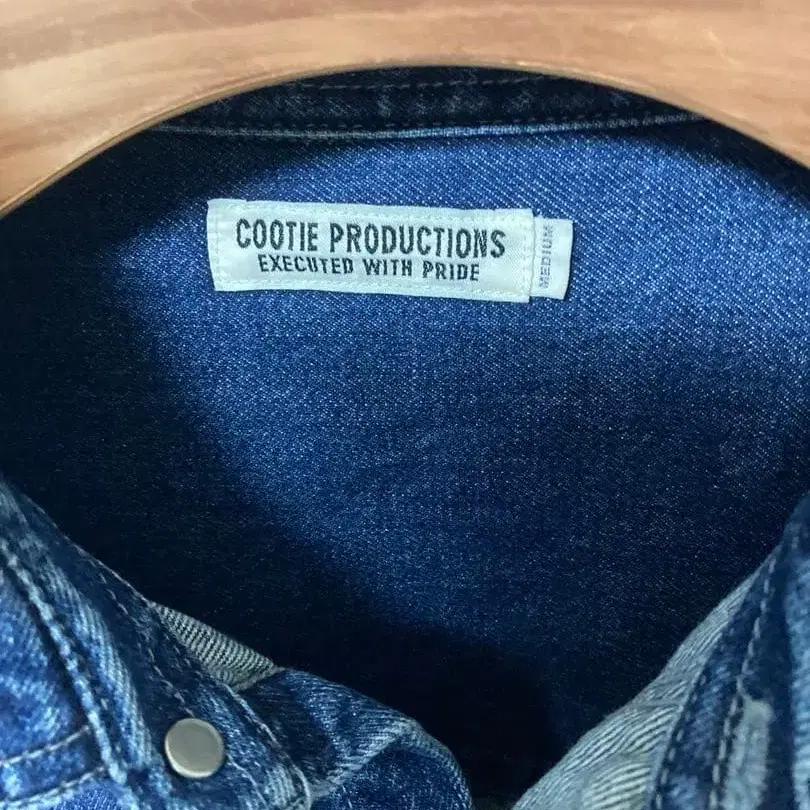 COOTIE PRODUCTIONS
EXECUTED WITH PRIDE
MEDIUM